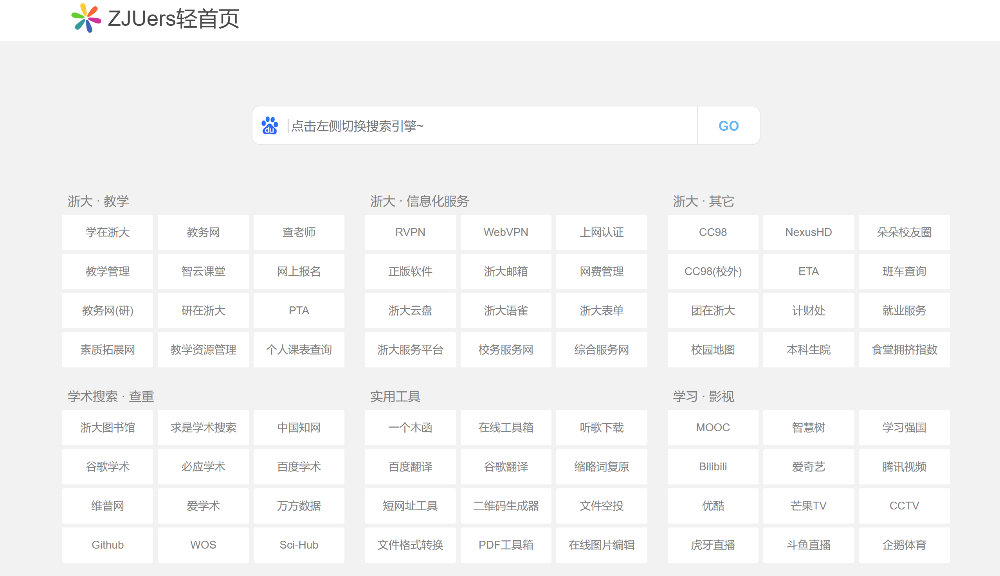 ZJUers轻首页
du
点击左侧切换搜索引擎~
GO
浙大 · 教学
学在浙大 教务网 查老师
教学管理 智云课堂 网上报名
教务网(研) 研在浙大 PTA
素质拓展网 教学资源管理 个人课表查询
浙大 · 信息化服务
RVPN WebVPN 上网认证
正版软件 浙大邮箱 网费管理
浙大云盘 浙大语雀 浙大表单
浙大服务平台 校务服务网 综合服务网
浙大 · 其它
CC98 NexusHD 朵朵校友圈
CC98(校外) ETA 班车查询
团在浙大 计财处 就业服务
校园地图 本科生院 食堂拥挤指数
学术搜索 · 查重
浙大图书馆 求是学术搜索 中国知网
谷歌学术 必应学术 百度学术
维普网 爱学术 万方数据
Github WOS Sci-Hub
实用工具
一个木函 在线工具箱 听歌下载
百度翻译 谷歌翻译 缩略词复原
短网址工具 二维码生成器 文件空投
文件格式转换 PDF工具箱 在线图片编辑
学习 · 影视
MOOC 智慧树 学习强国
Bilibili 爱奇艺 腾讯视频
优酷 芒果TV CCTV
虎牙直播 斗鱼直播 企鹅体育